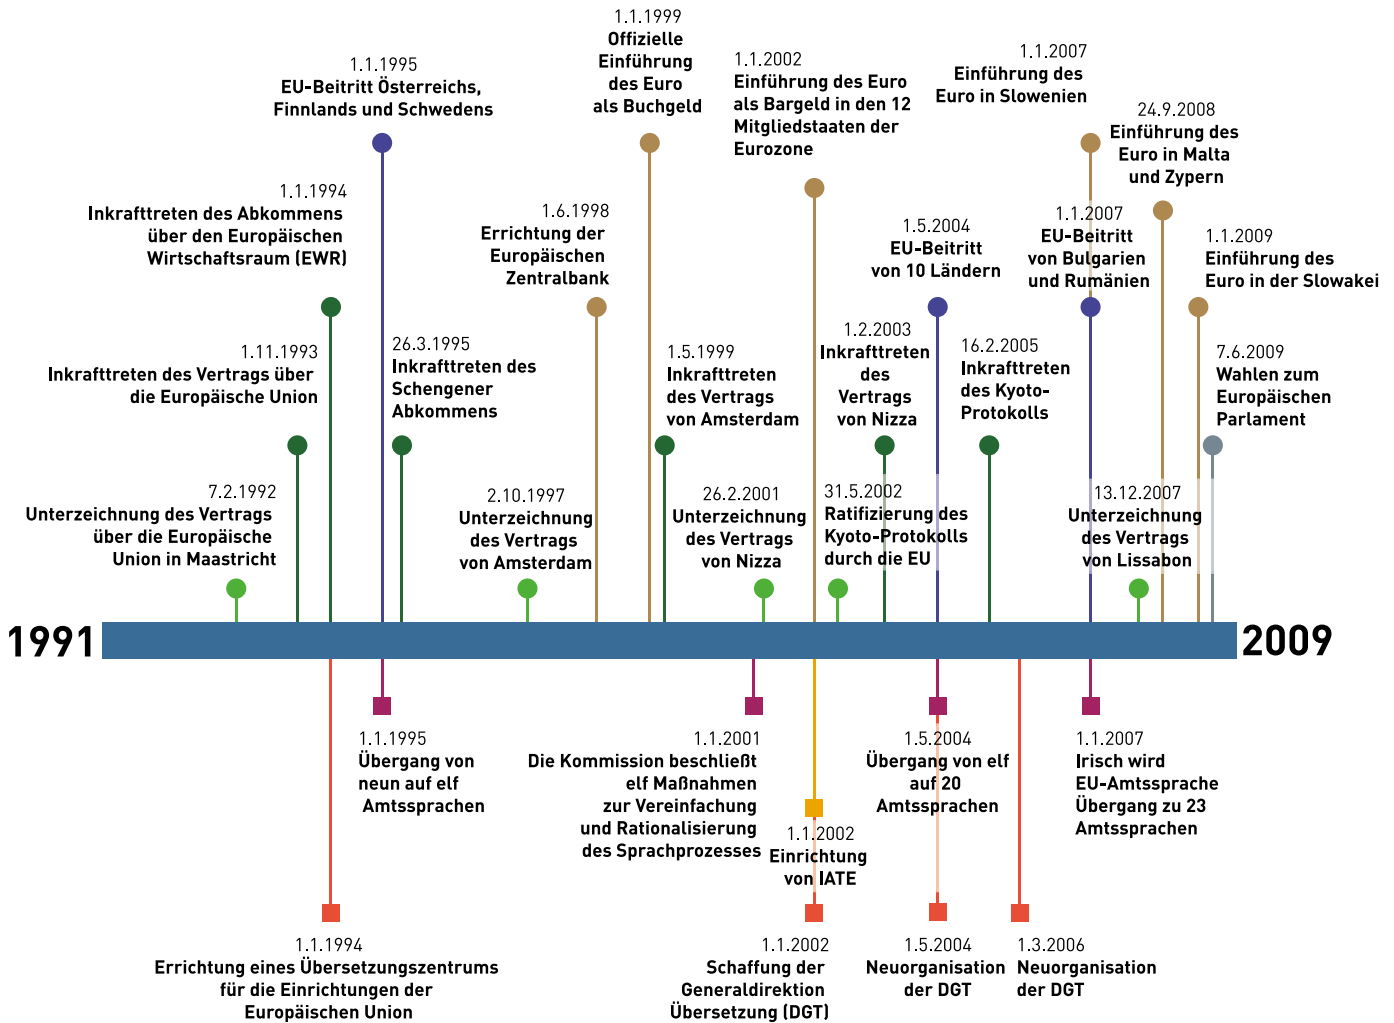 1.1.1999
Offizielle
Einführung
des Euro
als Buchgeld
1.1.1995
EU-Beitritt Österreichs,
Finnlands und Schwedens
1.1.2002
Einführung des Euro
als Bargeld in den 12
Mitgliedstaaten der
Eurozone
1.1.2007
Einführung des
Euro in Slowenien
24.9.2008
Einführung des
Euro in Malta
und Zypern
1.1.1994
Inkrafttreten des Abkommens
über den Europäischen
Wirtschaftsraum (EWR)
1.6.1998
Errichtung der
Europäischen
Zentralbank
1.5.2004
EU-Beitritt
von 10 Ländern
1.1.2007
EU-Beitritt
von Bulgarien
und Rumänien
1.1.2009
Einführung des
Euro in der Slowakei
1.11.1993
Inkrafttreten des Vertrags über
die Europäische Union
26.3.1995
Inkrafttreten des
Schengener
Abkommens
1.5.1999
Inkrafttreten
des Vertrags
von Amsterdam
1.2.2003
Inkrafttreten
des
Vertrags
von Nizza
16.2.2005
Inkrafttreten
des Kyoto-
Protokolls
7.6.2009
Wahlen zum
Europäischen
Parlament
7.2.1992
Unterzeichnung des Vertrags
über die Europäische
Union in Maastricht
2.10.1997
Unterzeichnung
des Vertrags
von Amsterdam
26.2.2001
Unterzeichnung
des Vertrags
von Nizza
31.5.2002
Ratifizierung des
Kyoto-Protokolls
durch die EU
13.12.2007
Unterzeichnung
des Vertrags
von Lissabon
1991
2009
1.1.1995
Übergang von
neun auf elf
Amtssprachen
1.1.2001
Die Kommission beschließt
elf Maßnahmen
zur Vereinfachung
und Rationalisierung
des Sprachprozesses
1.1.2002
Einrichtung
von IATE
1.5.2004
Übergang von elf
auf 20
Amtssprachen
1.1.2007
Irisch wird
EU-Amtssprache
Übergang zu 23
Amtssprachen
1.1.1994
Errichtung eines Übersetzungszentrums
für die Einrichtungen der
Europäischen Union
1.1.2002
Schaffung der
Generaldirektion
Übersetzung (DGT)
1.5.2004
Neuorganisation
der DGT
1.3.2006
Neuorganisation
der DGT